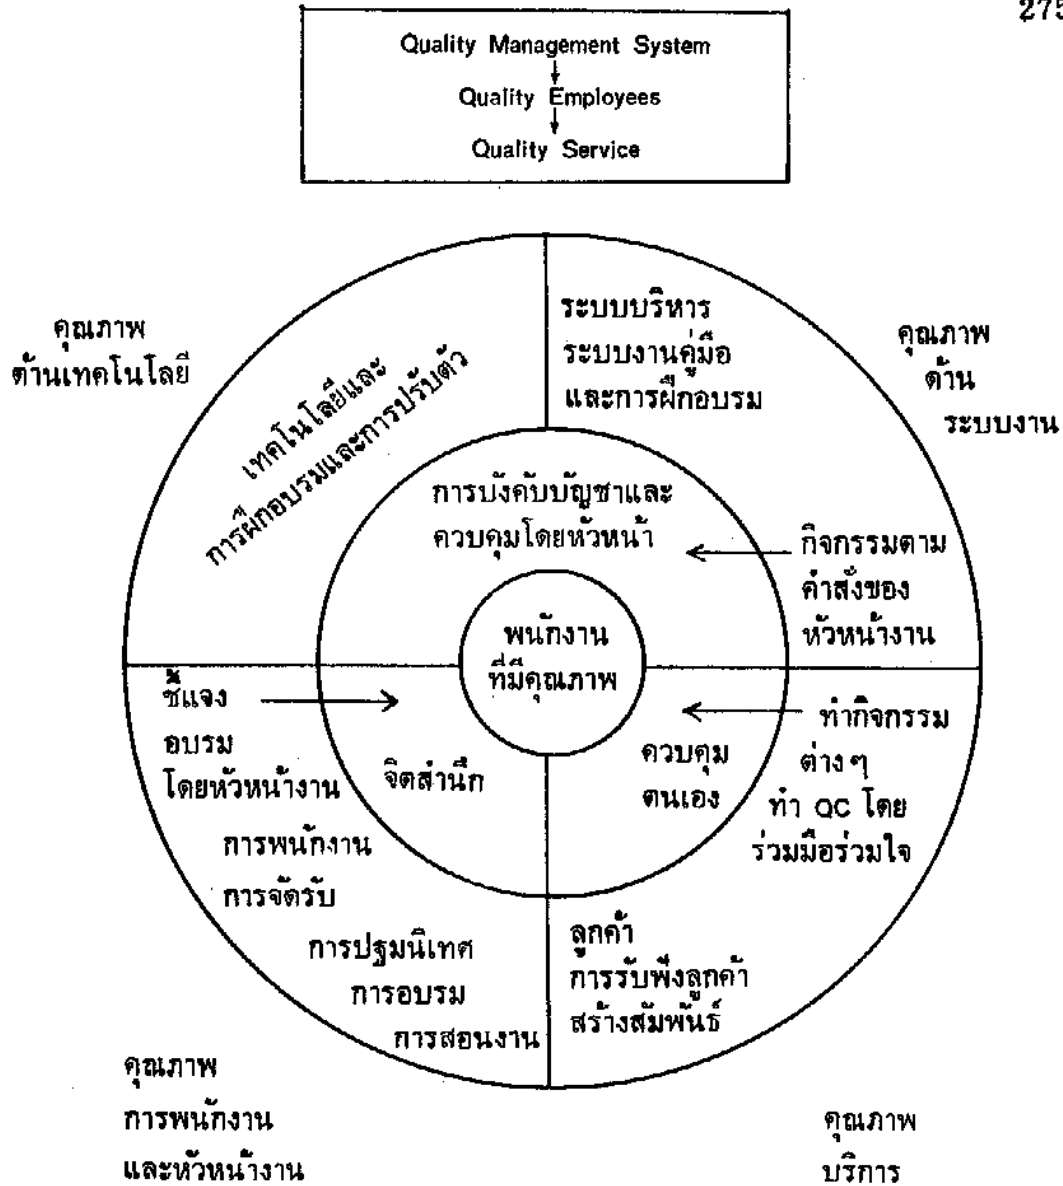 275
Quality Management System
Quality Employees
Quality Service
คุณภาพ
ด้านเทคโนโลยี
เทคโนโลยีและ
การฝึกอบรมและการปรับตัว
ระบบบริหาร
ระบบงานคู่มือ
และการฝึกอบรม
คุณภาพ
ด้าน
ระบบงาน
การบังคับบัญชาและ
ควบคุมโดยหัวหน้า
กิจกรรมตาม
คำสั่งของ
หัวหน้างาน
พนักงาน
ที่มีคุณภาพ
ชี้แจง
อบรม
โดยหัวหน้างาน
จิตสำนึก
การพนักงาน
การจัดรับ
การปฐมนิเทศ
การอบรม
การสอนงาน
ควบคุม
ตนเอง
ทำกิจกรรม
ต่างๆ
ทำ QC โดย
ร่วมมือร่วมใจ
ลูกค้า
การรับฟังลูกค้า
สร้างสัมพันธ์
คุณภาพ
การพนักงาน
และหัวหน้างาน
คุณภาพ
บริการ